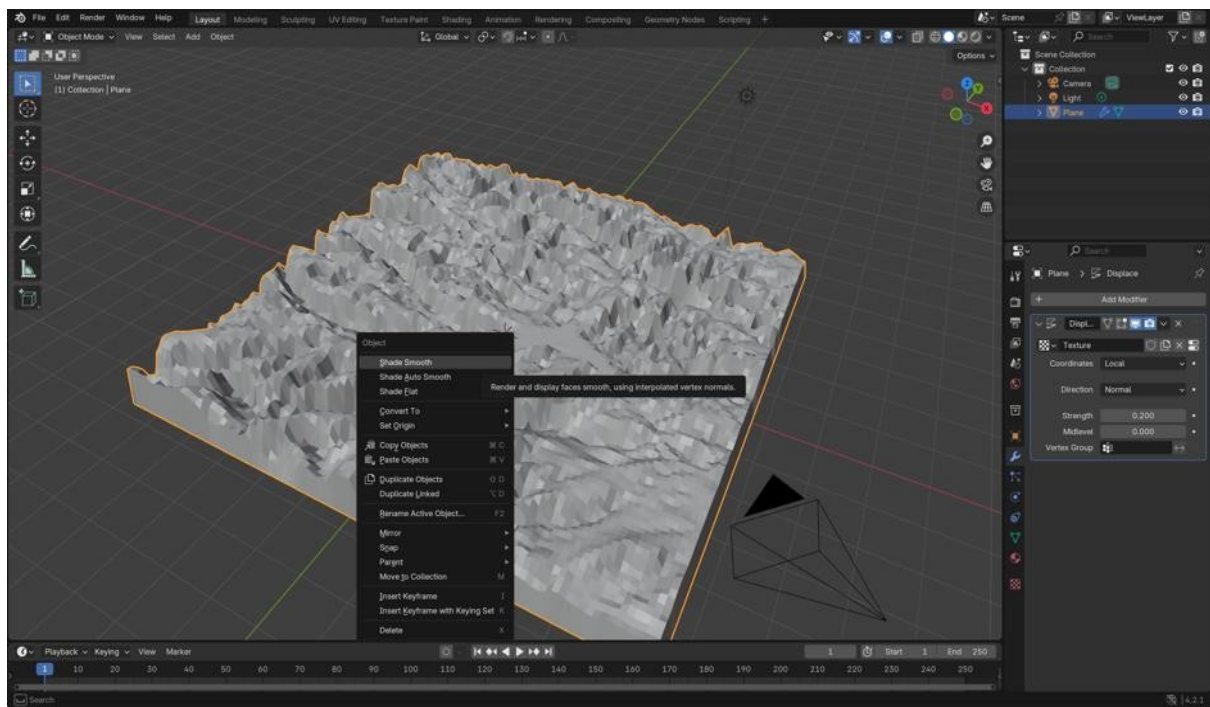 File Edit Render Window Help Layout Modeling Sculpting UV Editing Texture Paint Shading Animation Rendering Compositing Geometry Nodes Scripting + Scene ViewLayer
Object Mode View Select Add Object Global Search
Options
User Perspective
(1) Collection | Plane
Scene Collection
Collection
Camera
Light
Plane
Z
Y
X
Search
Plane > Displace
+ Add Modifier
Displ...
Texture
Coordinates Local
Direction Normal
Strength 0.200
Midlevel 0.000
Vertex Group
Object
Shade Smooth
Shade Auto Smooth
Shade Flat
Render and display faces smooth, using interpolated vertex normals.
Convert To
Set Origin
Copy Objects ⌘ C
Paste Objects ⌘ V
Duplicate Objects ⇧ D
Duplicate Linked ⌥ D
Rename Active Object... F2
Mirror
Snap
Parent
Move to Collection M
Insert Keyframe I
Insert Keyframe with Keying Set K
Delete X
Playback Keying View Marker 1 Start 1 End 250
1 10 20 30 40 50 60 70 80 90 100 110 120 130 140 150 160 170 180 190 200 210 220 230 240 250
Search 4.2.1